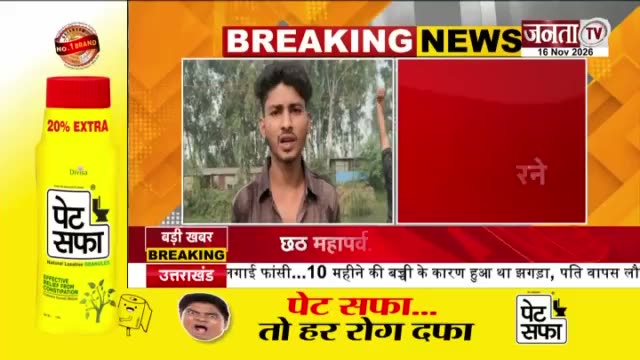 BREAKING NEWS
जनता TV
16 Nov 2026
NO.1 BRAND
20% EXTRA
Divisa
पेट
सफा
Natural Laxative GRANULES
EFFECTIVE
RELIEF FROM
CONSTIPATION
रने
बड़ी खबर
BREAKING
उत्तराखंड
छठ महापर्व
गाई फांसी...10 महीने की बच्ची के कारण हुआ था झगड़ा, पति वापस लौ
पेट सफा...
तो हर रोग दफा
पेट
सफा